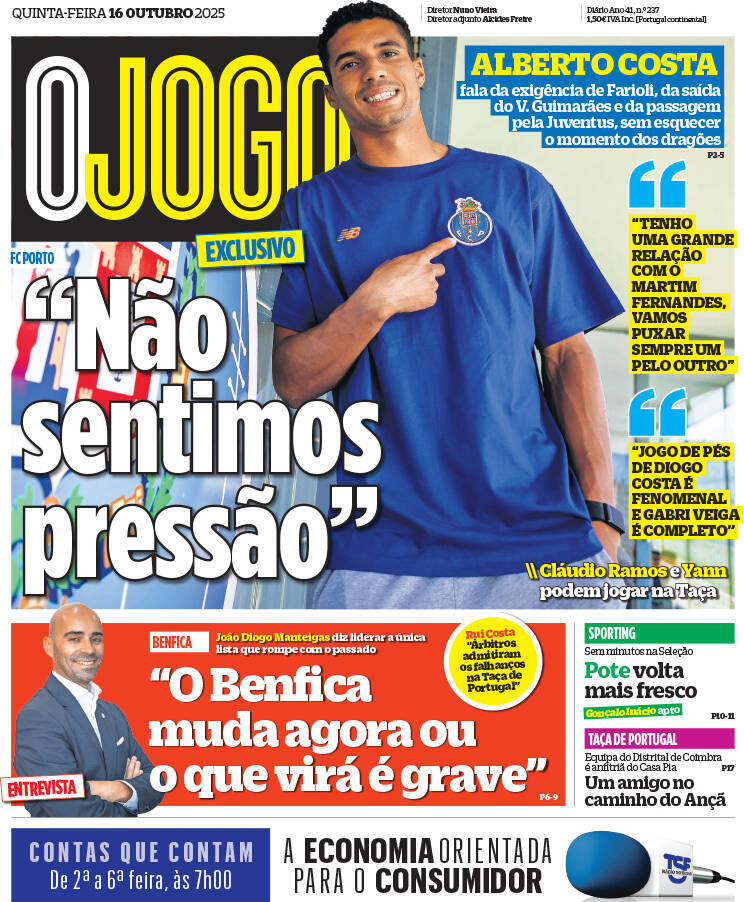 QUINTA-FEIRA 16 OUTUBRO 2025
Diretor Nuno Vieira
Diretor adjunto Alcides Freire
Diário Ano 41, n.º 237
1,50€ IVA Inc. [Portugal continental]
O JOGO
ALBERTO COSTA
fala da exigência de Farioli, da saída
do V. Guimarães e da passagem
pela Juventus, sem esquecer
o momento dos dragões
P2-5
EXCLUSIVO
FC PORTO
“Não
sentimos
pressão”
“TENHO
UMA GRANDE
RELAÇÃO
COM O
MARTIM
FERNANDES,
VAMOS
PUXAR
SEMPRE UM
PELO OUTRO”
“JOGO DE PÉS
DE DIOGO
COSTA É
FENOMENAL
E GABRI VEIGA
É COMPLETO”
\\ Cláudio Ramos e Yann
podem jogar na Taça
BENFICA
João Diogo Manteigas diz liderar a única
lista que rompe com o passado
“O Benfica
muda agora ou
o que virá é grave”
P6-9
Rui Costa
“Árbitros
admitiram
os falhanços
na Taça de
Portugal”
ENTREVISTA
SPORTING
Sem minutos na Seleção
Pote volta
mais fresco
Gonçalo Inácio apto
P10-11
TAÇA DE PORTUGAL
Equipa do Distrital de Coimbra
é anfitriã do Casa Pia
P17
Um amigo no
caminho do Ançã
CONTAS QUE CONTAM
De 2ª a 6ª feira, às 7h00
A ECONOMIA ORIENTADA
PARA O CONSUMIDOR
TSF
RÁDIO NOTÍCIAS